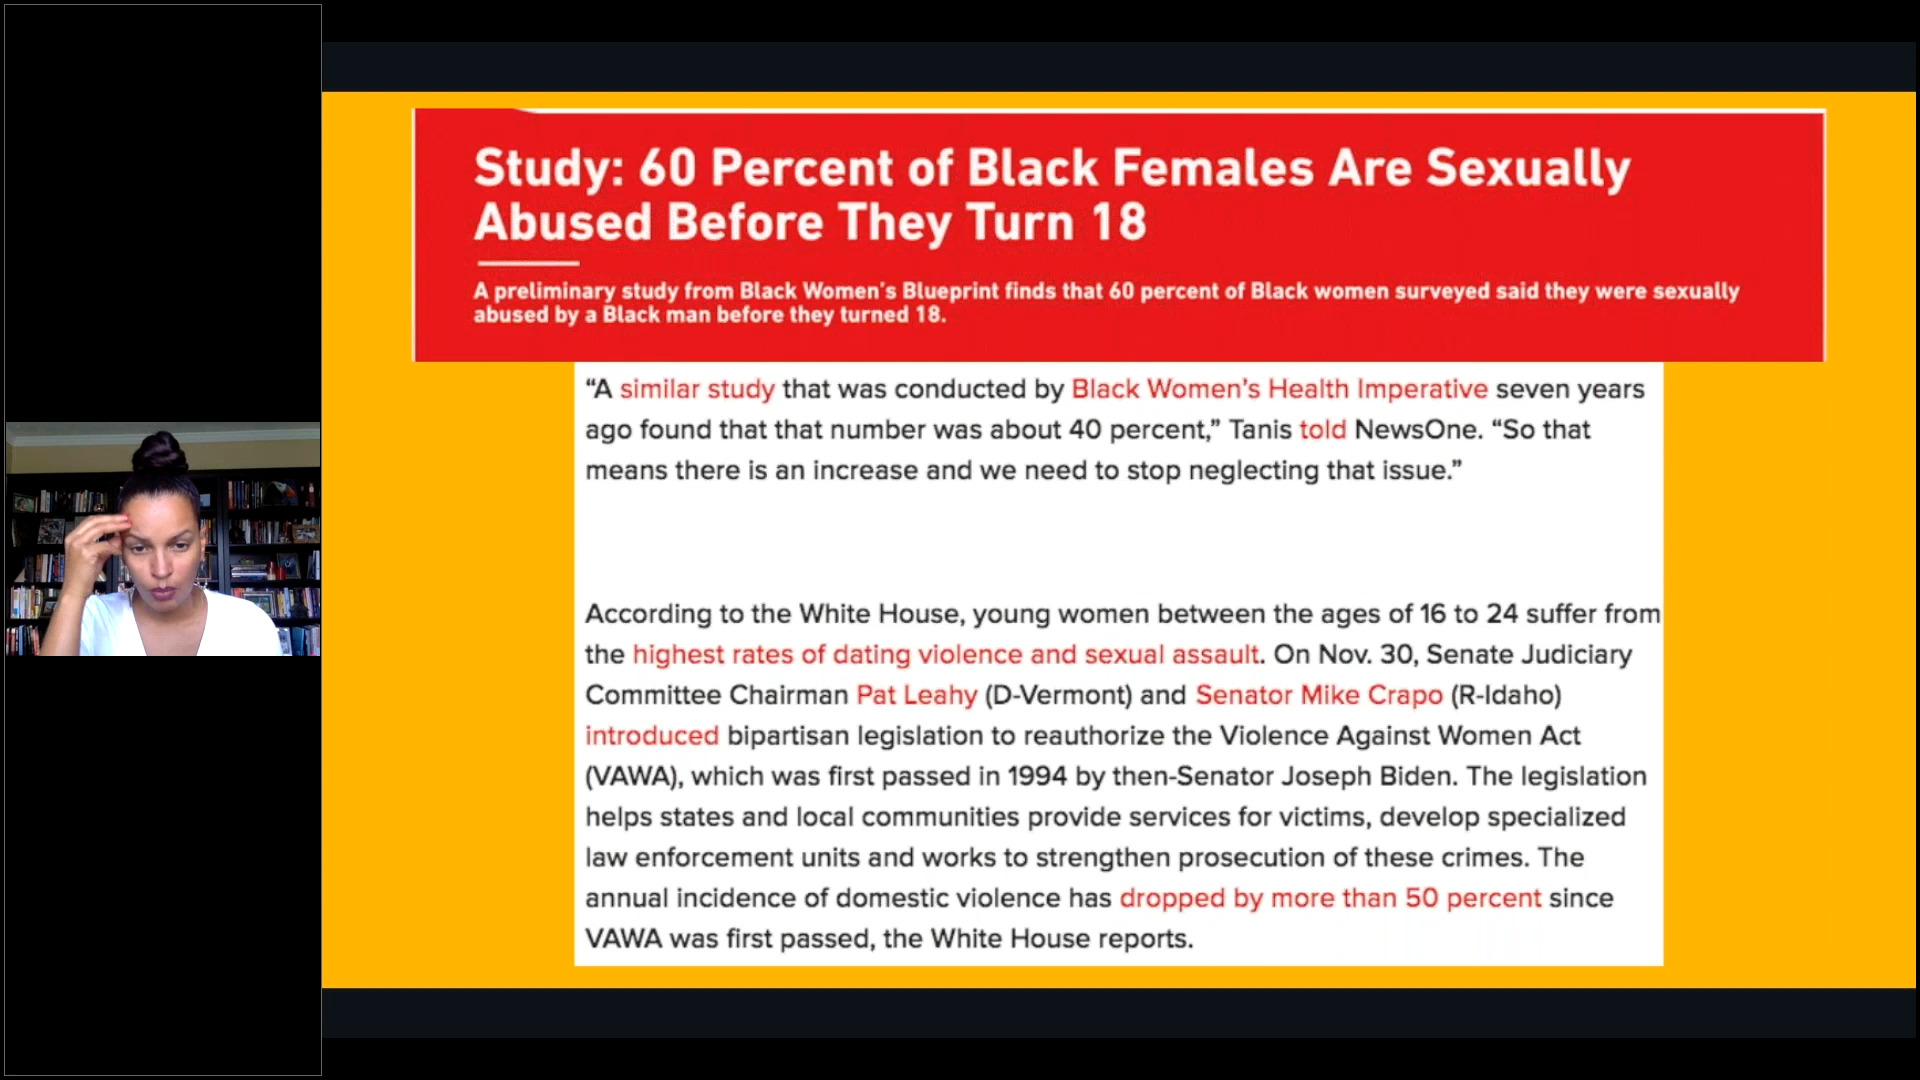 Study: 60 Percent of Black Females Are Sexually
Abused Before They Turn 18
A preliminary study from Black Women's Blueprint finds that 60 percent of Black women surveyed said they were sexually
abused by a Black man before they turned 18.
“A similar study that was conducted by Black Women’s Health Imperative seven years
ago found that that number was about 40 percent,” Tanis told NewsOne. “So that
means there is an increase and we need to stop neglecting that issue.”
According to the White House, young women between the ages of 16 to 24 suffer from
the highest rates of dating violence and sexual assault. On Nov. 30, Senate Judiciary
Committee Chairman Pat Leahy (D-Vermont) and Senator Mike Crapo (R-Idaho)
introduced bipartisan legislation to reauthorize the Violence Against Women Act
(VAWA), which was first passed in 1994 by then-Senator Joseph Biden. The legislation
helps states and local communities provide services for victims, develop specialized
law enforcement units and works to strengthen prosecution of these crimes. The
annual incidence of domestic violence has dropped by more than 50 percent since
VAWA was first passed, the White House reports.